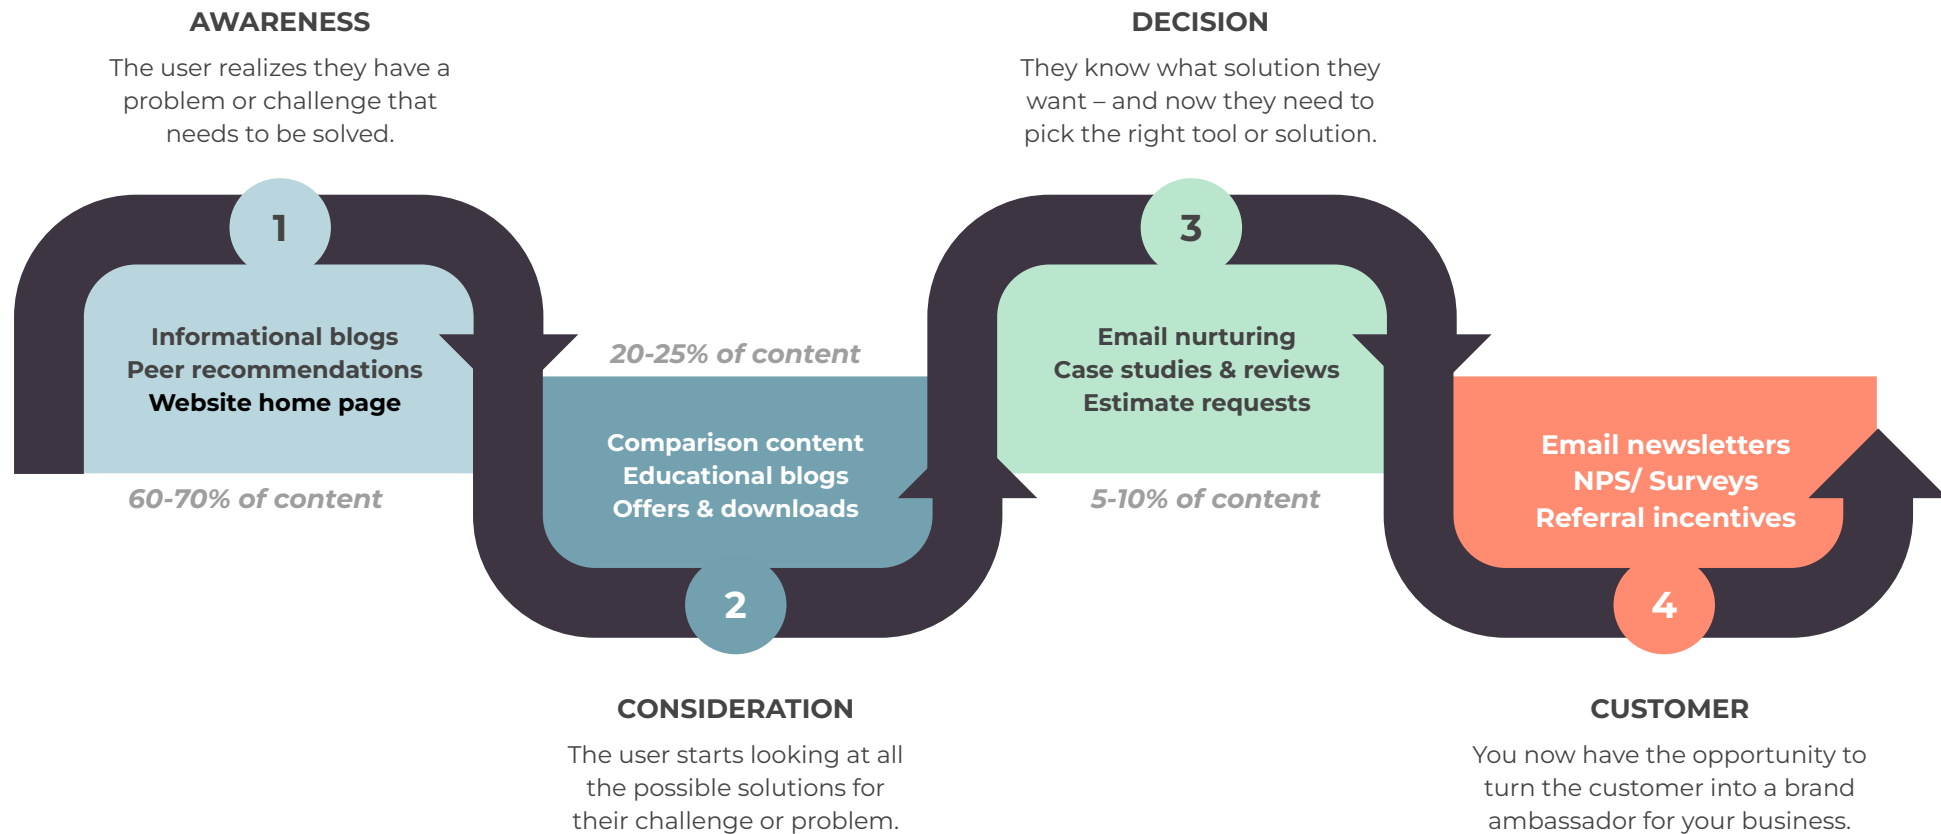 AWARENESS
The user realizes they have a
problem or challenge that
needs to be solved.
1
Informational blogs
Peer recommendations
Website home page
60-70% of content
20-25% of content
Comparison content
Educational blogs
Offers & downloads
2
CONSIDERATION
The user starts looking at all
the possible solutions for
their challenge or problem.
DECISION
They know what solution they
want – and now they need to
pick the right tool or solution.
3
Email nurturing
Case studies & reviews
Estimate requests
5-10% of content
Email newsletters
NPS/ Surveys
Referral incentives
4
CUSTOMER
You now have the opportunity to
turn the customer into a brand
ambassador for your business.